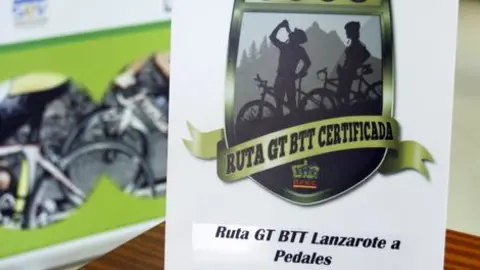 RUTA GT BTT CERTIFICADA
Ruta GT BTT Lanzarote a
Pedales